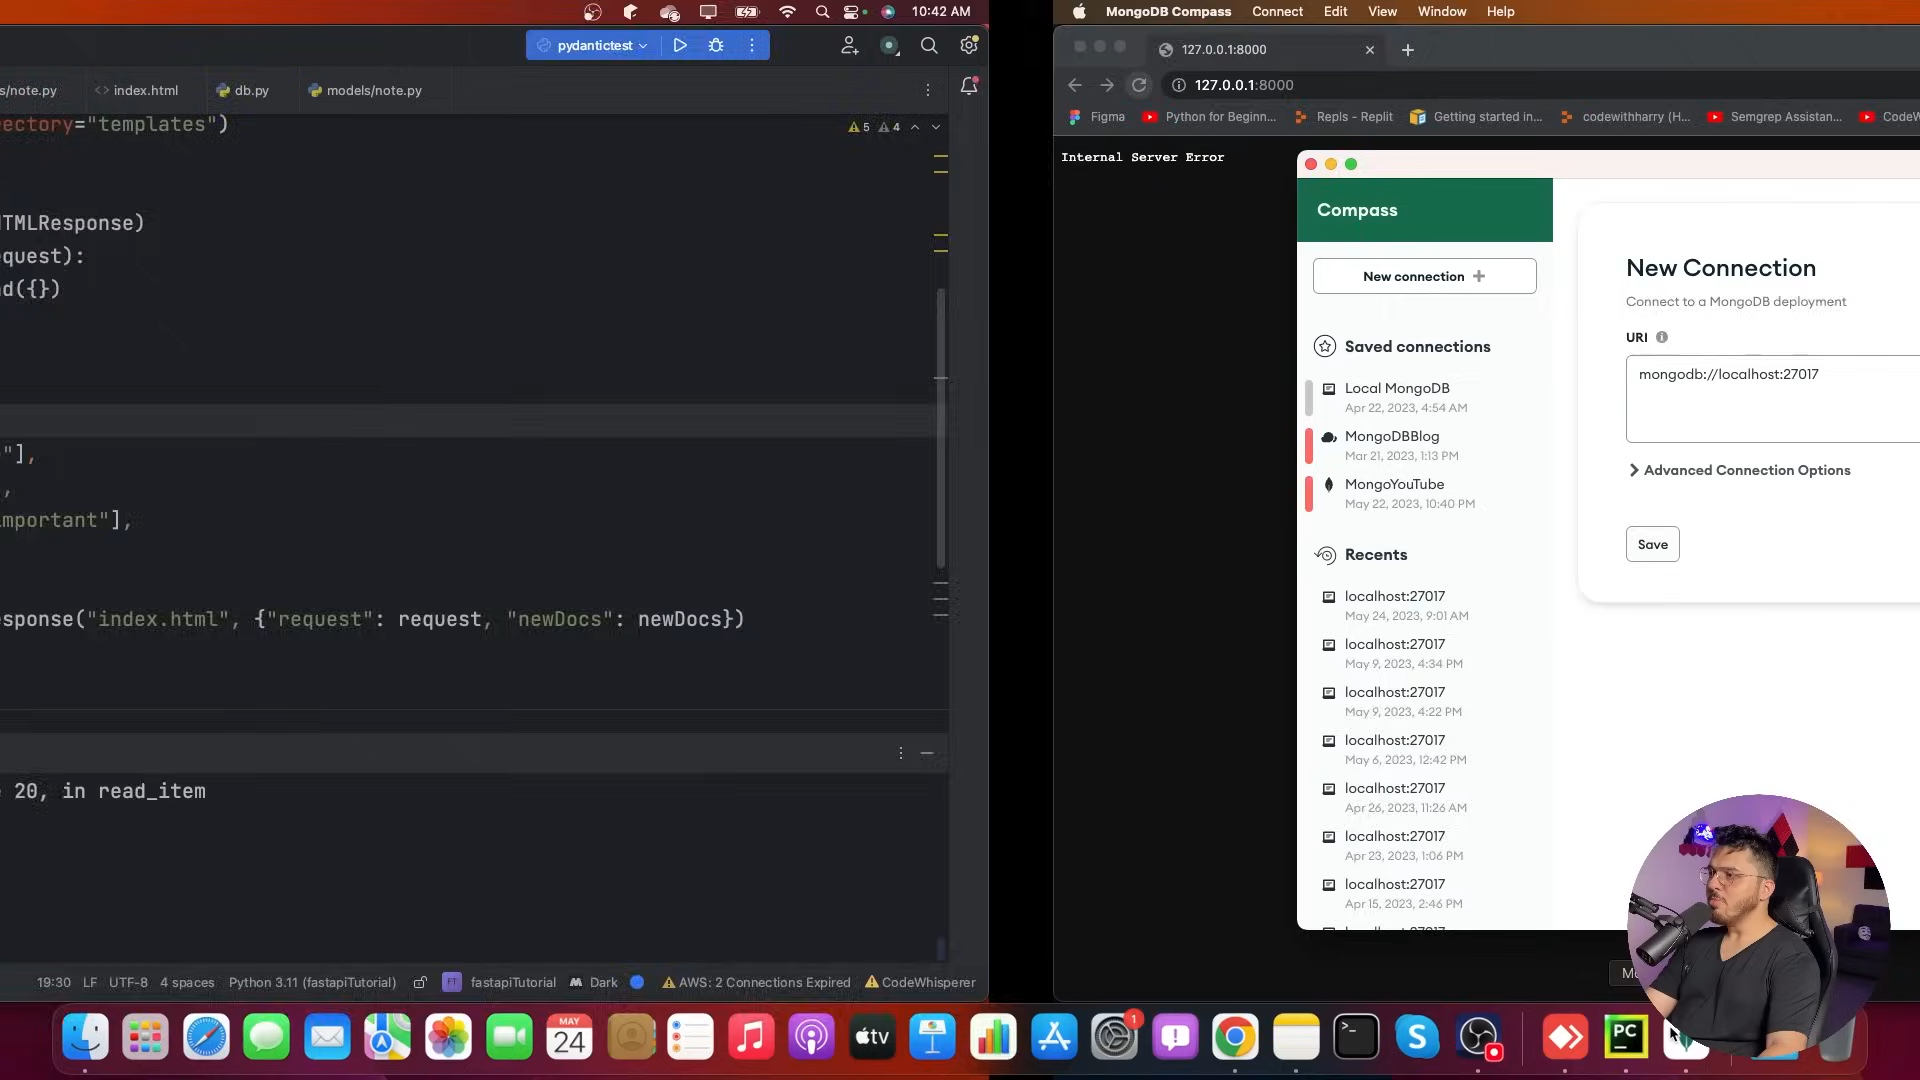 10:42 AM
pydantictest
s/note.py
index.html
db.py
models/note.py
ectory="templates")
5
4
TMLResponse)
quest):
d({})
"],
,
mportant"],
sponse("index.html", {"request": request, "newDocs": newDocs})
20, in read_item
19:30
LF
UTF-8
4 spaces
Python 3.11 (fastapiTutorial)
FT
fastapiTutorial
Dark
AWS: 2 Connections Expired
CodeWhisperer
MongoDB Compass
Connect
Edit
View
Window
Help
127.0.0.1:8000
127.0.0.1:8000
Figma
Python for Beginn...
Repls - Replit
Getting started in...
codewithharry (H...
Semgrep Assistan...
CodeW
Internal Server Error
Compass
New connection
Saved connections
Local MongoDB
Apr 22, 2023, 4:54 AM
MongoDBBlog
Mar 21, 2023, 1:13 PM
MongoYouTube
May 22, 2023, 10:40 PM
Recents
localhost:27017
May 24, 2023, 9:01 AM
localhost:27017
May 9, 2023, 4:34 PM
localhost:27017
May 9, 2023, 4:22 PM
localhost:27017
May 6, 2023, 12:42 PM
localhost:27017
Apr 26, 2023, 11:26 AM
localhost:27017
Apr 23, 2023, 1:06 PM
localhost:27017
Apr 15, 2023, 2:46 PM
New Connection
Connect to a MongoDB deployment
URI
mongodb://localhost:27017
Advanced Connection Options
Save
MAY
24
tv
1
PC